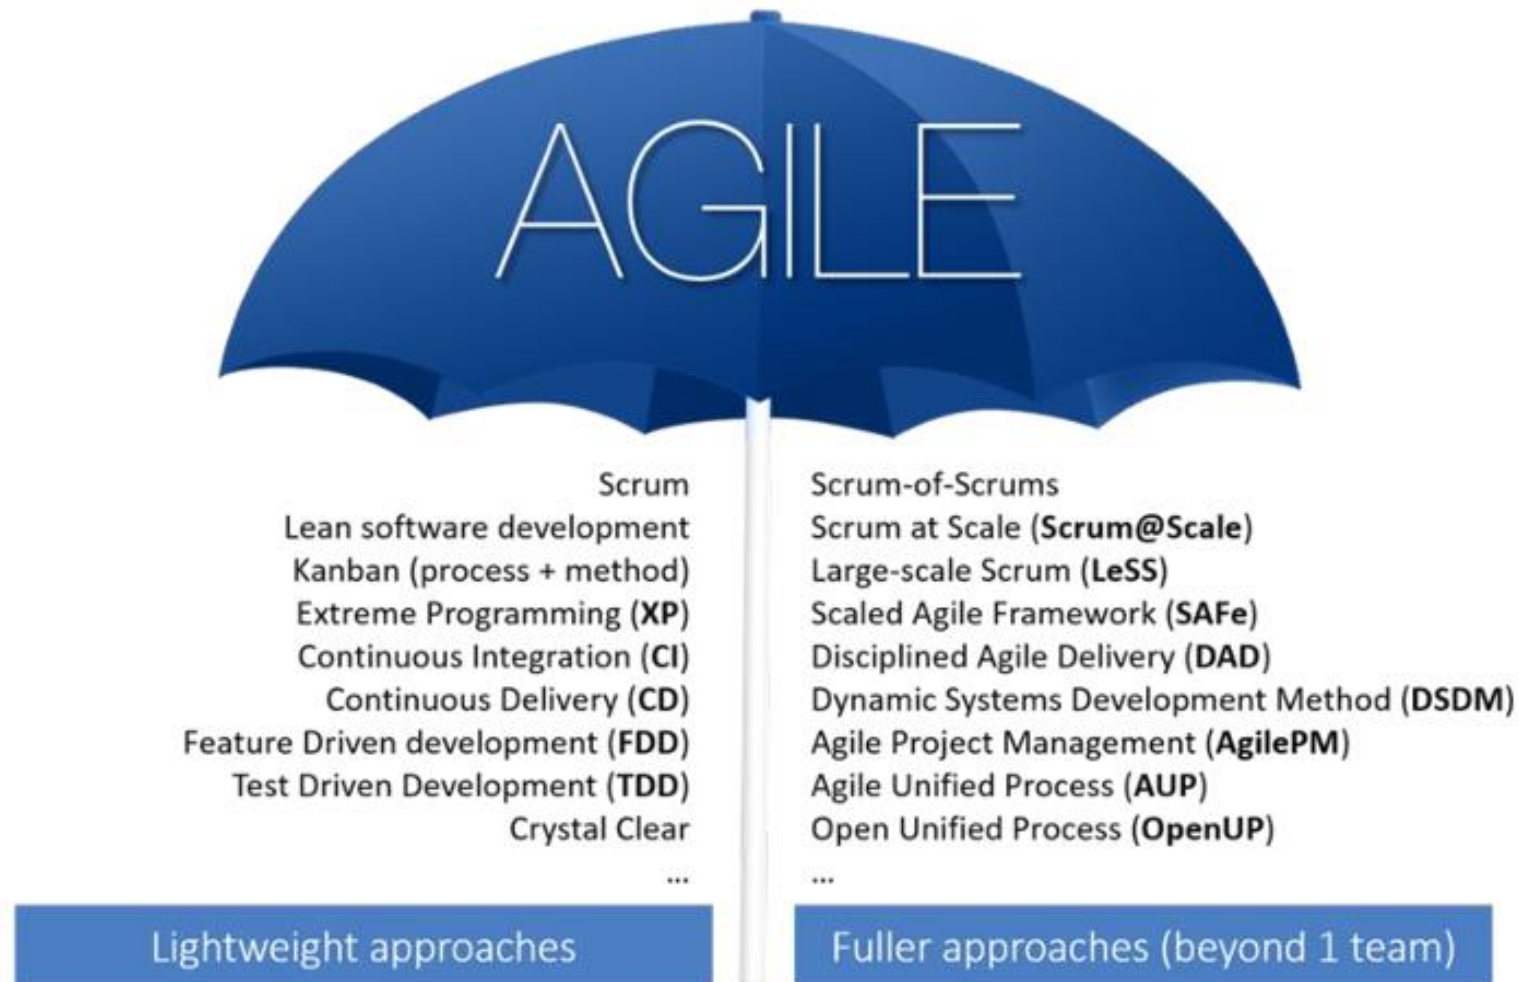 AGILE
Scrum
Lean software development
Kanban (process + method)
Extreme Programming (XP)
Continuous Integration (CI)
Continuous Delivery (CD)
Feature Driven development (FDD)
Test Driven Development (TDD)
Crystal Clear
...
Lightweight approaches
Scrum-of-Scrums
Scrum at Scale (Scrum@Scale)
Large-scale Scrum (LeSS)
Scaled Agile Framework (SAFe)
Disciplined Agile Delivery (DAD)
Dynamic Systems Development Method (DSDM)
Agile Project Management (AgilePM)
Agile Unified Process (AUP)
Open Unified Process (OpenUP)
...
Fuller approaches (beyond 1 team)